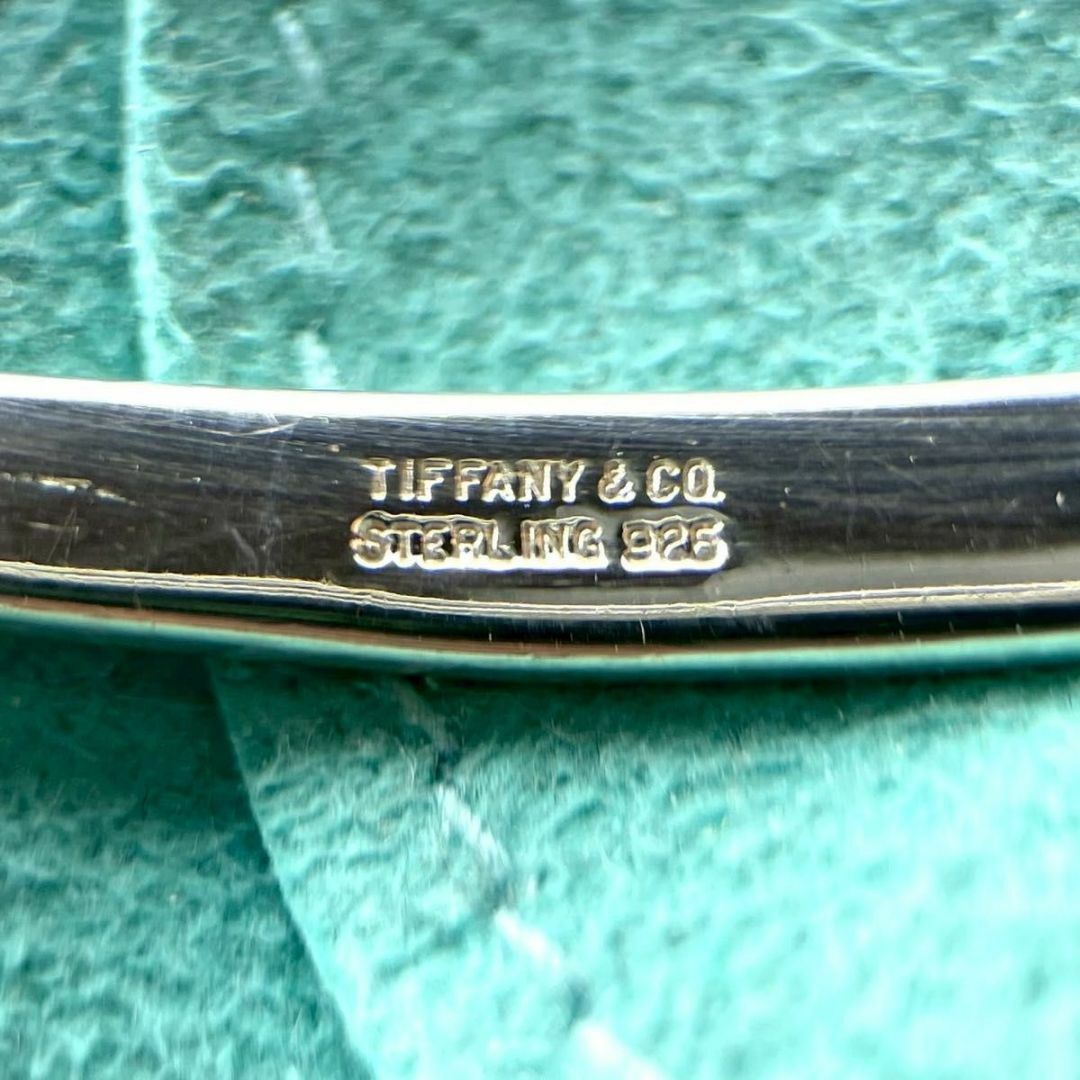 TIFFANY & CO.
STERLING 925